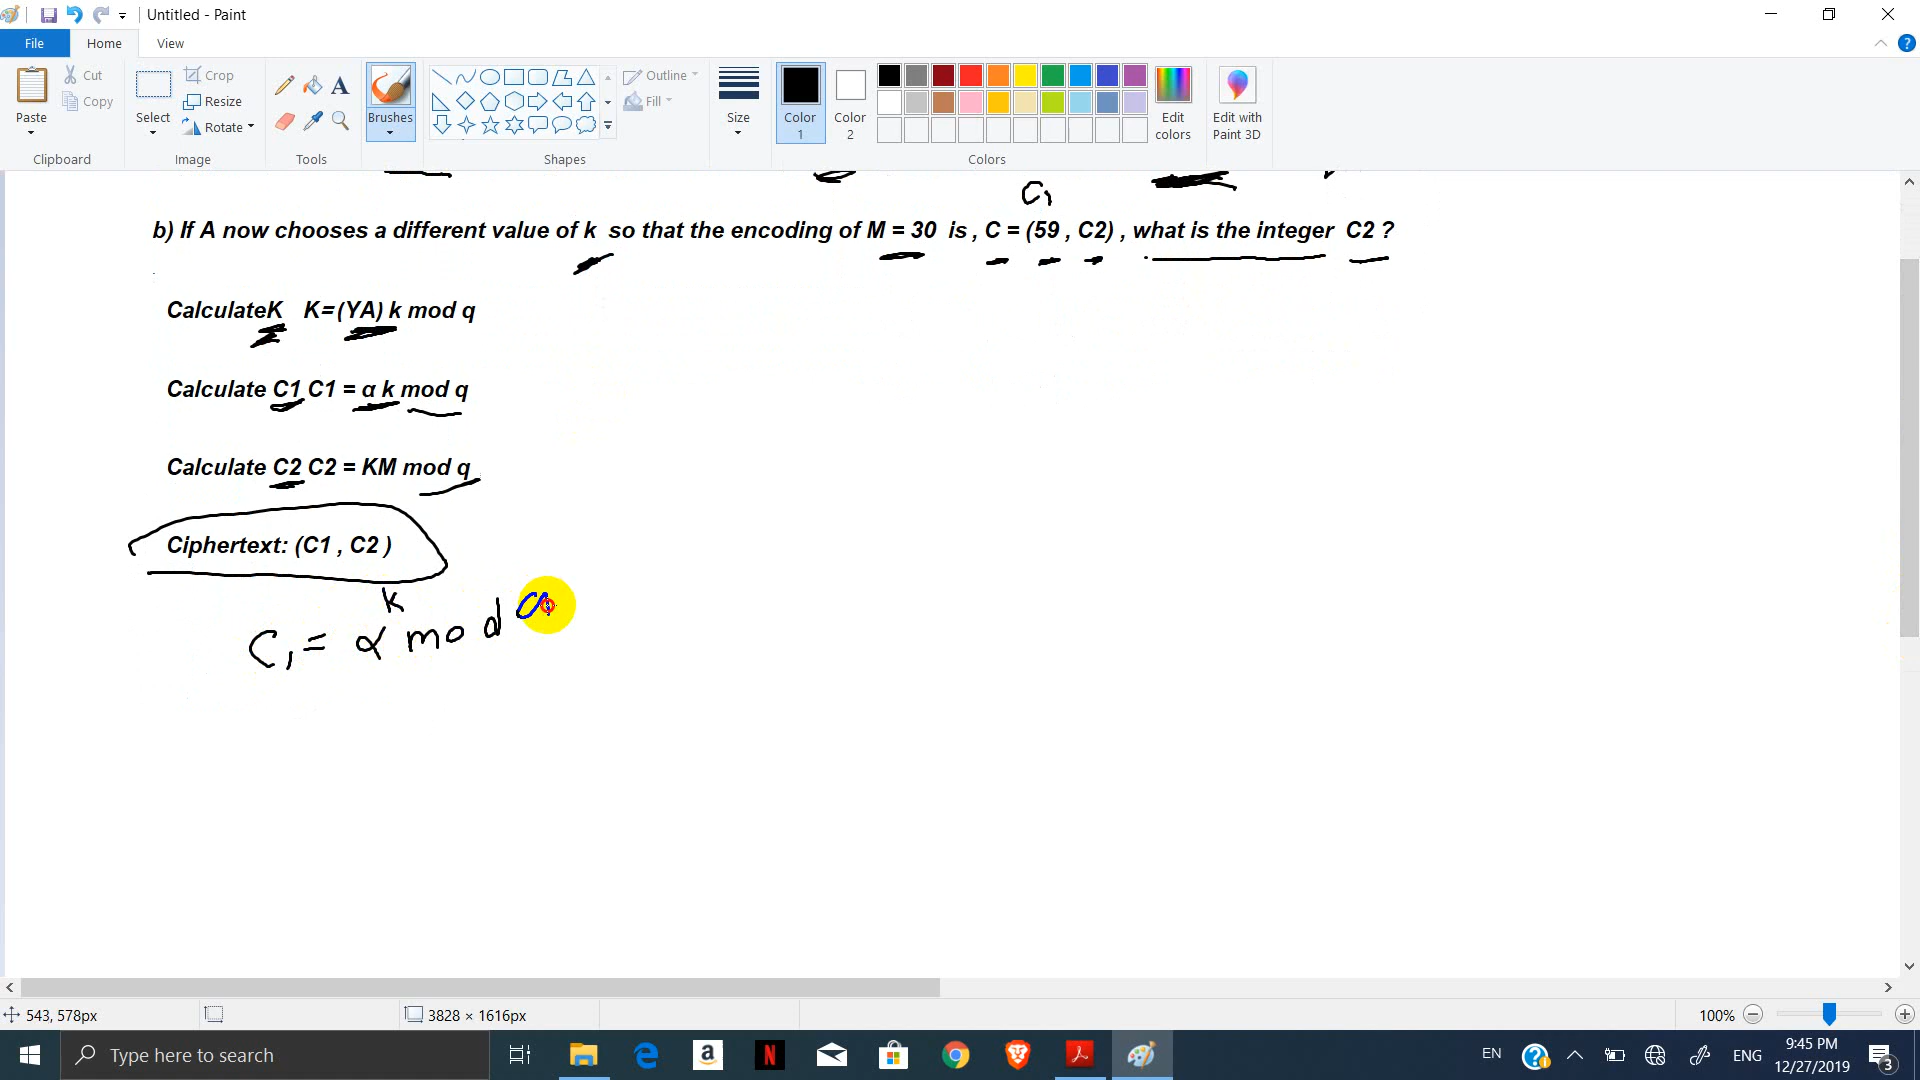 Untitled - Paint
File Home View
Paste
Cut
Copy
Clipboard
Select
Crop
Resize
Rotate
Image
Tools
Brushes
Shapes
Outline
Fill
Size
Color 1
Color 2
Colors
Edit colors
Edit with Paint 3D
C1
b) If A now chooses a different value of k so that the encoding of M = 30 is , C = (59 , C2) , what is the integer C2 ?
CalculateK K=(YA) k mod q
Calculate C1 C1 = α k mod q
Calculate C2 C2 = KM mod q
Ciphertext: (C1 , C2 )
k
C1 = α mod
543, 578px
3828 × 1616px
100%
Type here to search
EN
ENG
9:45 PM
12/27/2019
3